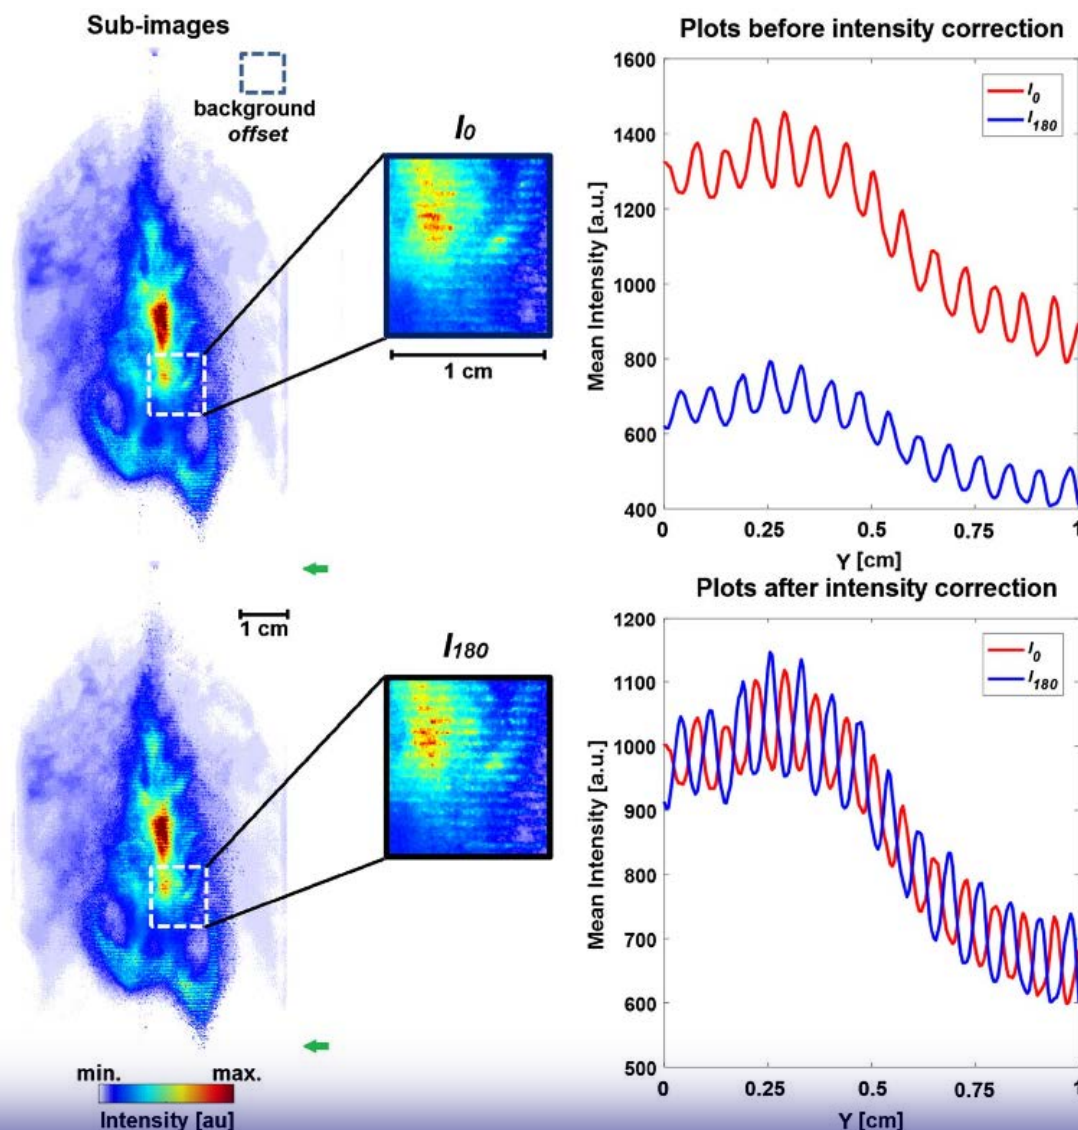 Sub-images
background
offset
I0
1 cm
1 cm
I180
min. max.
Intensity [au]
Plots before intensity correction
1600
1400
1200
1000
800
600
400
Mean Intensity [a.u.]
I0
I180
0 0.25 0.5 0.75 1
Y [cm]
Plots after intensity correction
1200
1100
1000
900
800
700
600
500
Mean Intensity [a.u.]
I0
I180
0 0.25 0.5 0.75 1
Y [cm]